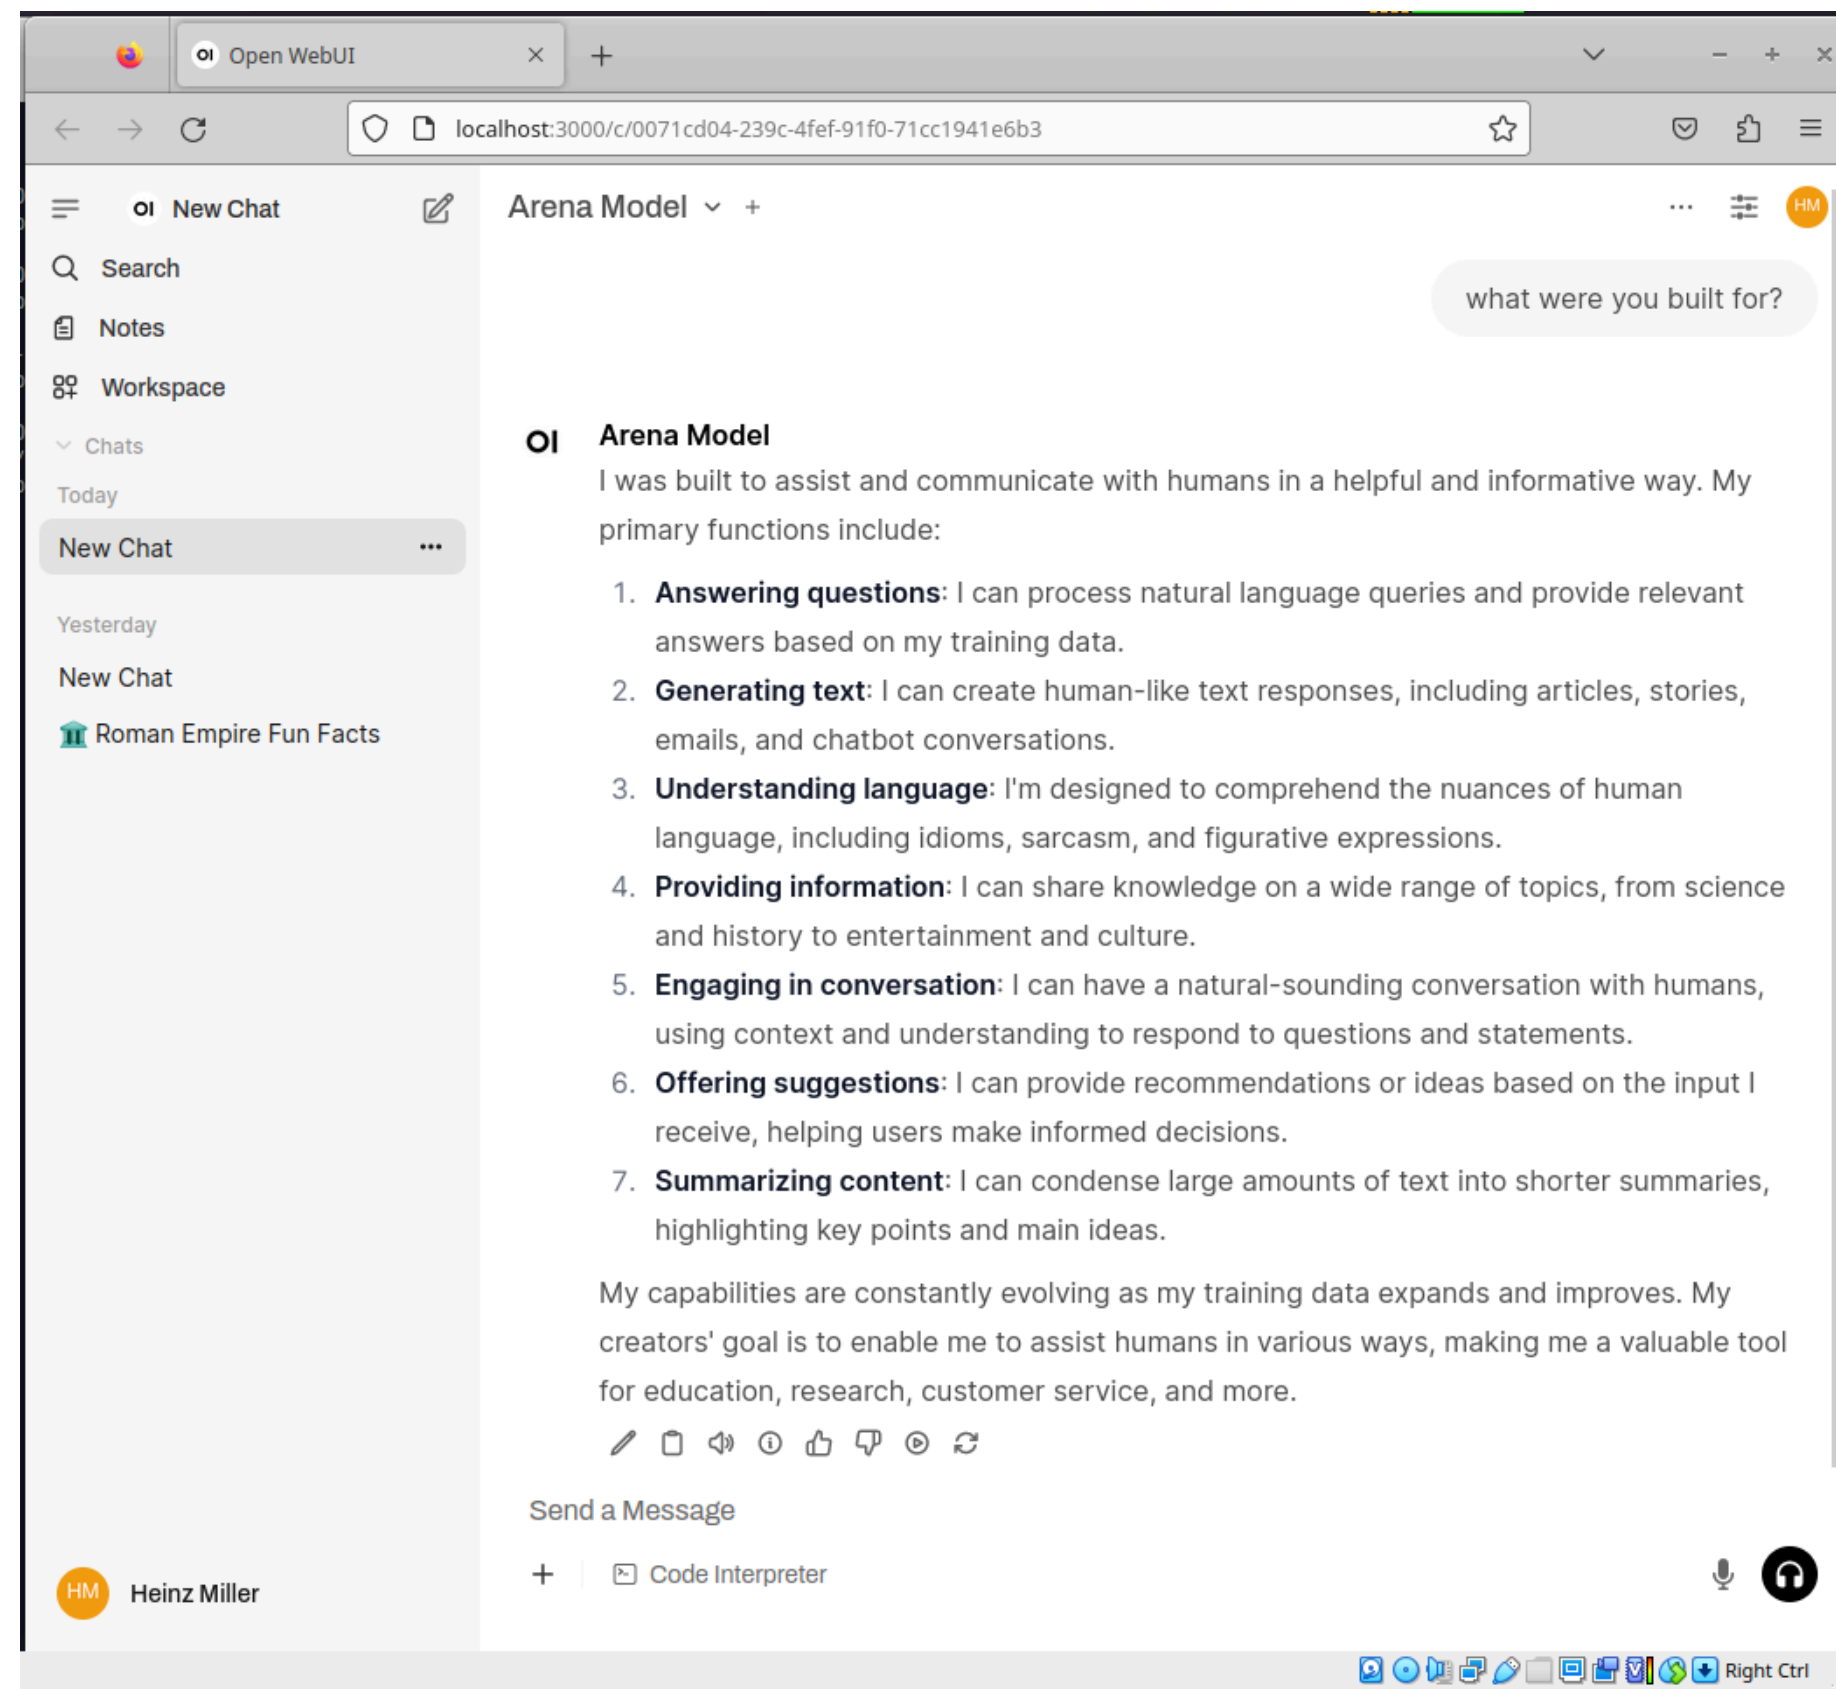 OI Open WebUI
localhost:3000/c/0071cd04-239c-4fef-91f0-71cc1941e6b3
OI New Chat
Search
Notes
Workspace
Chats
Today
New Chat
Yesterday
New Chat
Roman Empire Fun Facts
HM Heinz Miller
Arena Model
HM
what were you built for?
OI Arena Model
I was built to assist and communicate with humans in a helpful and informative way. My
primary functions include:
1. Answering questions: I can process natural language queries and provide relevant
answers based on my training data.
2. Generating text: I can create human-like text responses, including articles, stories,
emails, and chatbot conversations.
3. Understanding language: I'm designed to comprehend the nuances of human
language, including idioms, sarcasm, and figurative expressions.
4. Providing information: I can share knowledge on a wide range of topics, from science
and history to entertainment and culture.
5. Engaging in conversation: I can have a natural-sounding conversation with humans,
using context and understanding to respond to questions and statements.
6. Offering suggestions: I can provide recommendations or ideas based on the input I
receive, helping users make informed decisions.
7. Summarizing content: I can condense large amounts of text into shorter summaries,
highlighting key points and main ideas.
My capabilities are constantly evolving as my training data expands and improves. My
creators' goal is to enable me to assist humans in various ways, making me a valuable tool
for education, research, customer service, and more.
Send a Message
Code Interpreter
Right Ctrl